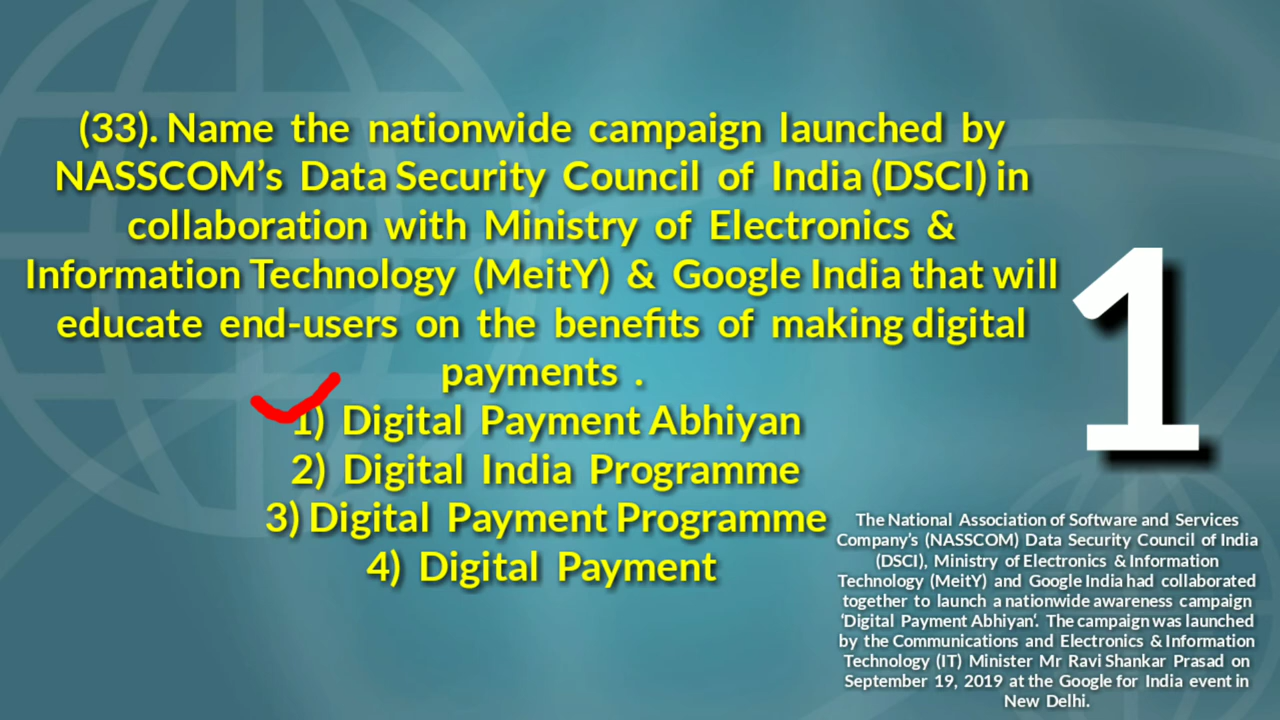 (33). Name the nationwide campaign launched by
NASSCOM’s Data Security Council of India (DSCI) in
collaboration with Ministry of Electronics &
Information Technology (MeitY) & Google India that will
educate end-users on the benefits of making digital
payments .
1) Digital Payment Abhiyan
2) Digital India Programme
3) Digital Payment Programme
4) Digital Payment
1
The National Association of Software and Services
Company’s (NASSCOM) Data Security Council of India
(DSCI), Ministry of Electronics & Information
Technology (MeitY) and Google India had collaborated
together to launch a nationwide awareness campaign
‘Digital Payment Abhiyan‘. The campaign was launched
by the Communications and Electronics & Information
Technology (IT) Minister Mr Ravi Shankar Prasad on
September 19, 2019 at the Google for India event in
New Delhi.